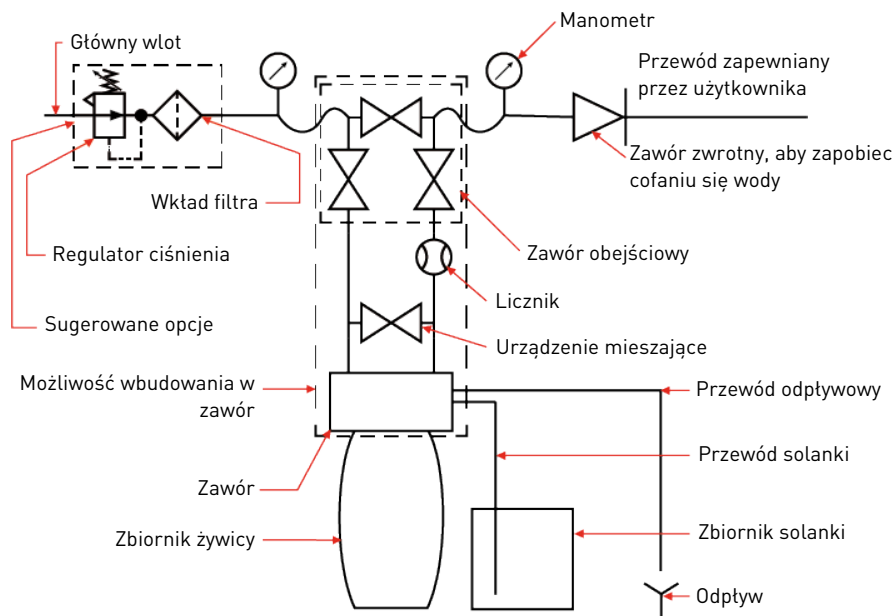 Główny wlot
Manometr
Przewód zapewniany
przez użytkownika
Wkład filtra
Zawór zwrotny, aby zapobiec
cofaniu się wody
Regulator ciśnienia
Zawór obejściowy
Licznik
Sugerowane opcje
Urządzenie mieszające
Możliwość wbudowania w
zawór
Przewód odpływowy
Przewód solanki
Zawór
Zbiornik żywicy
Zbiornik solanki
Odpływ